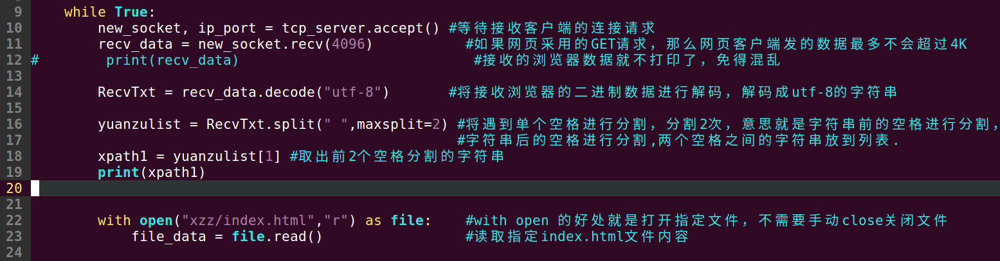 9 while True:
10 new_socket, ip_port = tcp_server.accept() #等待接收客户端的连接请求
11 recv_data = new_socket.recv(4096) #如果网页采用的GET请求，那么网页客户端发的数据最多不会超过4K
12 # print(recv_data) #接收的浏览器数据就不打印了，免得混乱
13
14 RecvTxt = recv_data.decode("utf-8") #将接收浏览器的二进制数据进行解码，解码成utf-8的字符串
15
16 yuanzulist = RecvTxt.split(" ",maxsplit=2) #将遇到单个空格进行分割，分割2次，意思就是字符串前的空格进行分割，
17 #字符串后的空格进行分割,两个空格之间的字符串放到列表.
18 xpath1 = yuanzulist[1] #取出前2个空格分割的字符串
19 print(xpath1)
20
21
22 with open("xzz/index.html","r") as file: #with open 的好处就是打开指定文件，不需要手动close关闭文件
23 file_data = file.read() #读取指定index.html文件内容
24